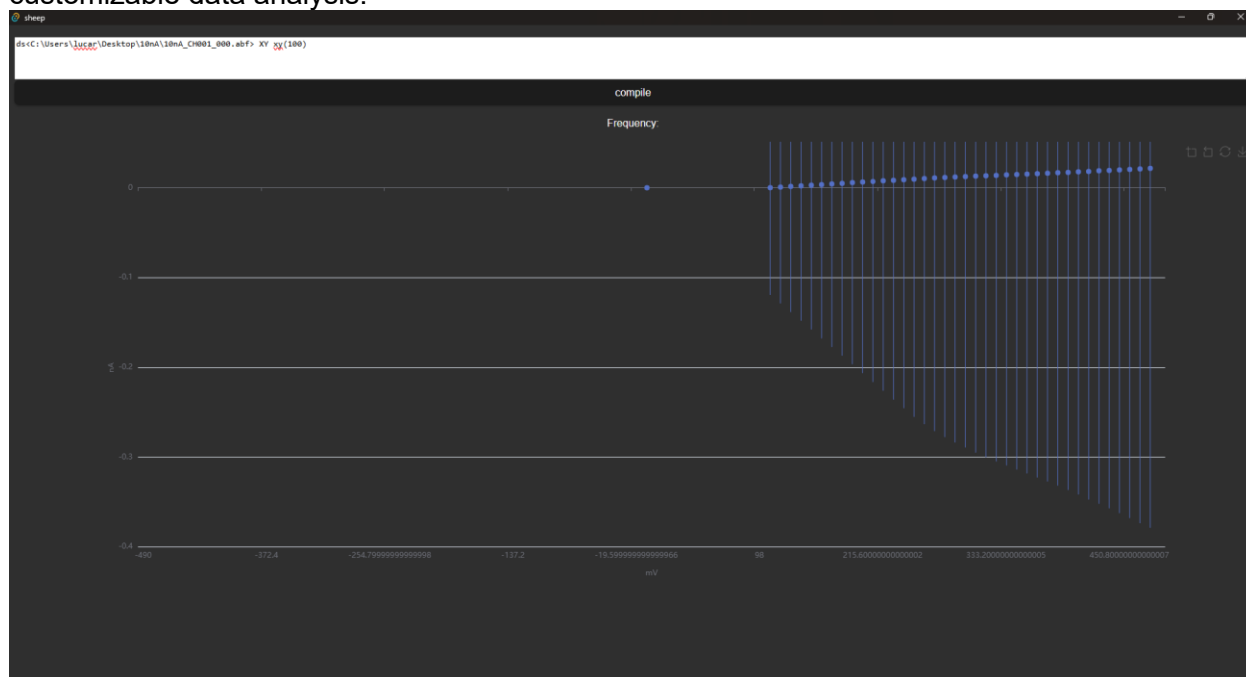 customizable data analysis.
sheep
ds<C:\Users\lucar\Desktop\10nA\10nA_CH001_000.abf> XY xy(100)
compile
Frequency:
0
-0.1
nA
-0.2
-0.3
-0.4
-490 -372.4 -254.79999999999998 -137.2 -19.599999999999966 98 215.60000000000002 333.20000000000005 450.80000000000007
mV